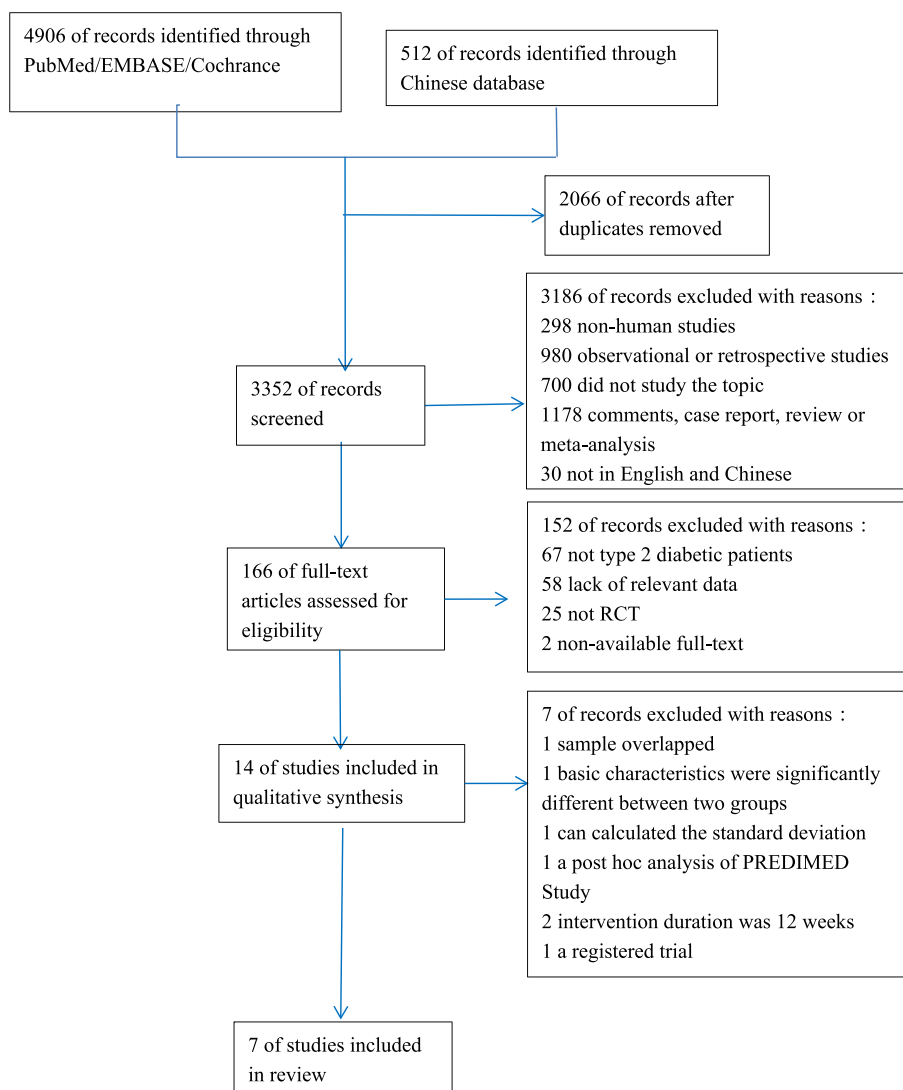 4906 of records identified through
PubMed/EMBASE/Cochrance
512 of records identified through
Chinese database
2066 of records after
duplicates removed
3186 of records excluded with reasons：
298 non-human studies
980 observational or retrospective studies
700 did not study the topic
1178 comments, case report, review or
meta-analysis
30 not in English and Chinese
3352 of records
screened
152 of records excluded with reasons：
67 not type 2 diabetic patients
58 lack of relevant data
25 not RCT
2 non-available full-text
166 of full-text
articles assessed for
eligibility
7 of records excluded with reasons：
1 sample overlapped
1 basic characteristics were significantly
different between two groups
1 can calculated the standard deviation
1 a post hoc analysis of PREDIMED
Study
2 intervention duration was 12 weeks
1 a registered trial
14 of studies included in
qualitative synthesis
7 of studies included
in review